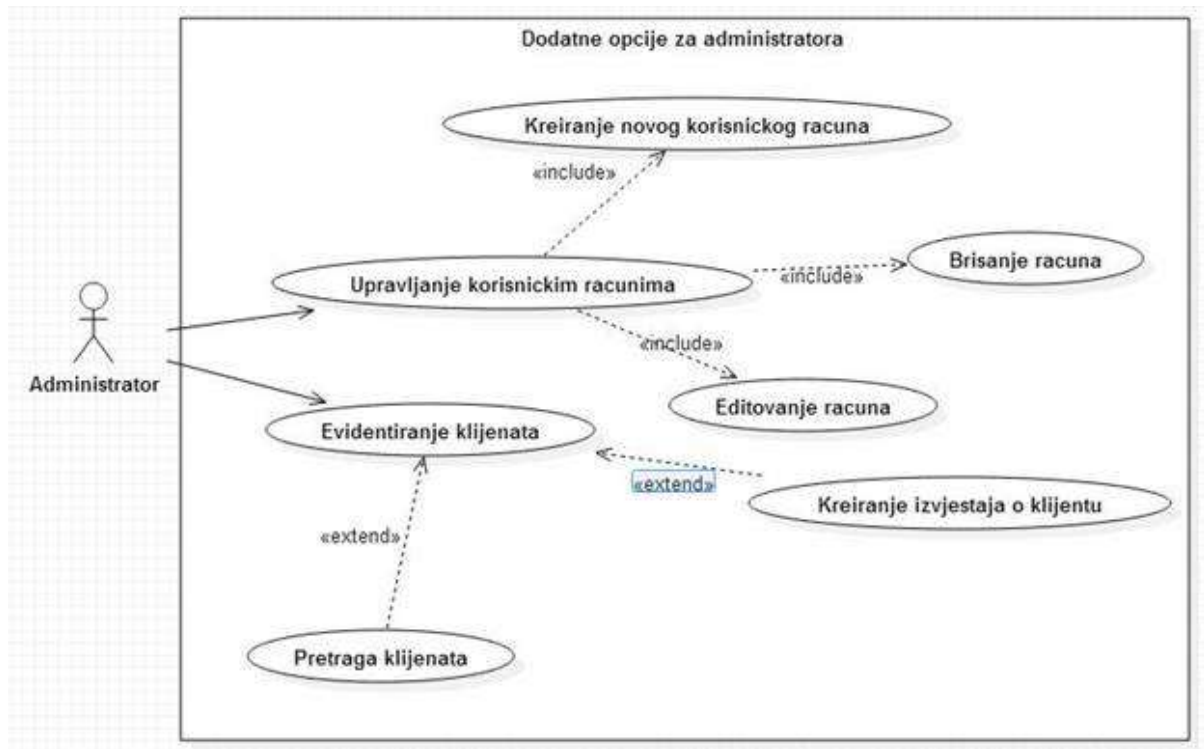 Dodatne opcije za administratora
Kreiranje novog korisnickog racuna
«include»
Brisanje racuna
«include»
Upravljanje korisnickim racunima
«include»
Administrator
Editovanje racuna
Evidentiranje klijenata
«extend»
Kreiranje izvjestaja o klijentu
«extend»
Pretraga klijenata